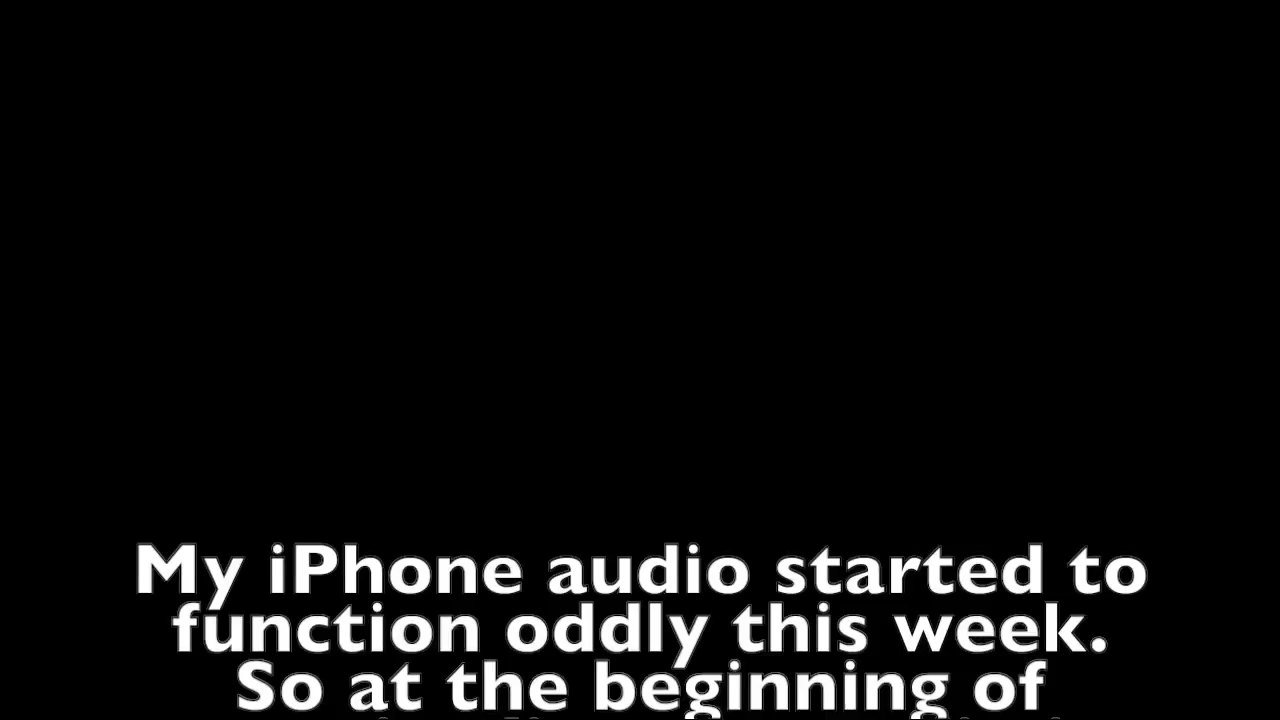 My iPhone audio started to
function oddly this week.
So at the beginning of